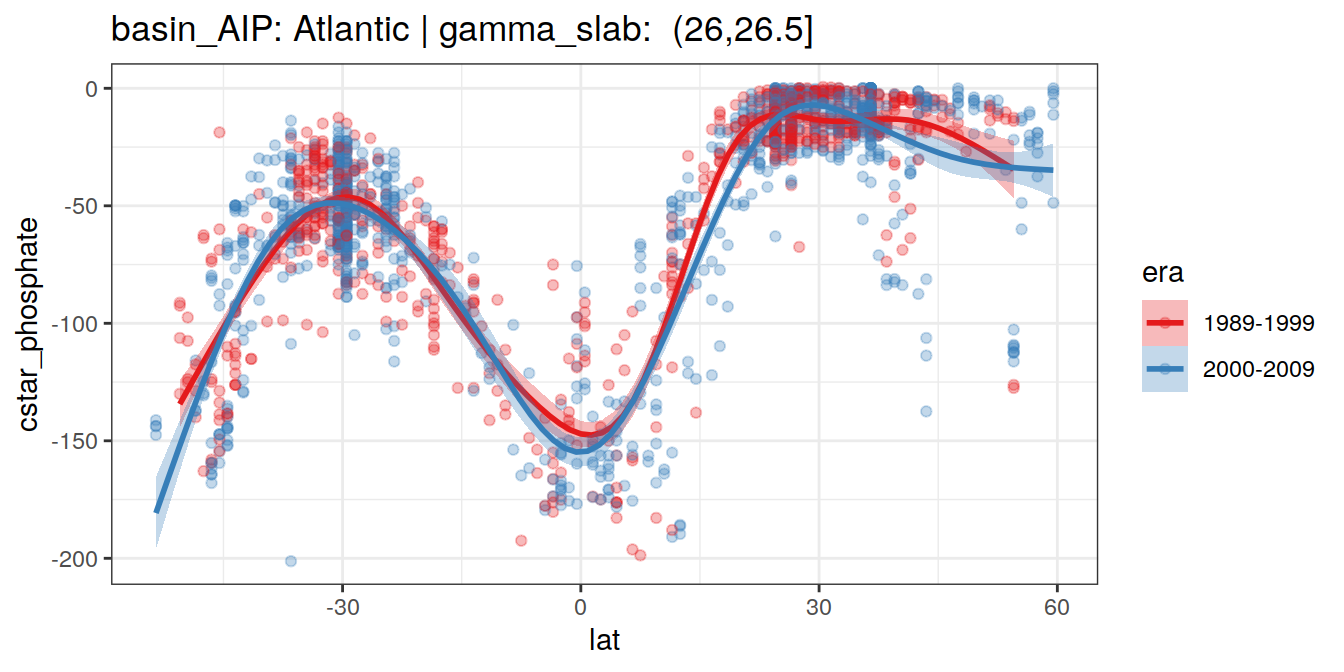 basin_AIP: Atlantic | gamma_slab:  (26,26.5]
cstar_phosphate
0
-50
-100
-150
-200
-30
0
30
60
lat
era
1989-1999
2000-2009